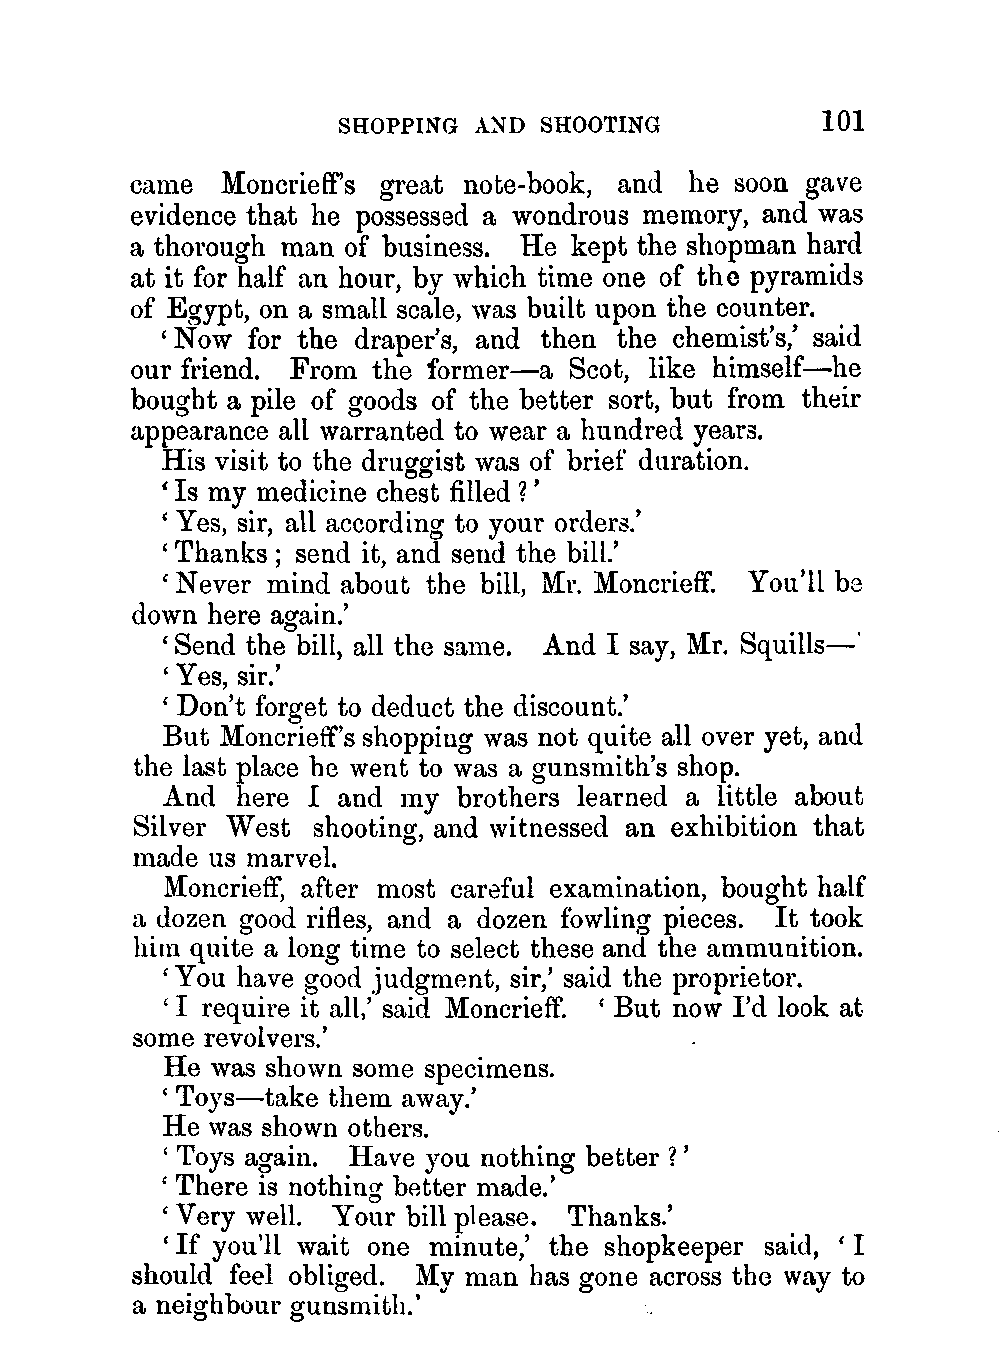 SHOPPING AND SHOOTING 101
came Moncrieff's great note-book, and he soon gave
evidence that he possessed a wondrous memory, and was
a thorough man of business. He kept the shopman hard
at it for half an hour, by which time one of the pyramids
of Egypt, on a small scale, was built upon the counter.
‘Now for the draper's, and then the chemist's,’ said
our friend. From the former—a Scot, like himself—he
bought a pile of goods of the better sort, but from their
appearance all warranted to wear a hundred years.
His visit to the druggist was of brief duration.
‘Is my medicine chest filled?’
‘Yes, sir, all according to your orders.’
‘Thanks; send it, and send the bill.’
‘Never mind about the bill, Mr. Moncrieff. You'll be
down here again.’
‘Send the bill, all the same. And I say, Mr. Squills—’
‘Yes, sir.’
‘Don't forget to deduct the discount.’
But Moncrieff's shopping was not quite all over yet, and
the last place he went to was a gunsmith's shop.
And here I and my brothers learned a little about
Silver West shooting, and witnessed an exhibition that
made us marvel.
Moncrieff, after most careful examination, bought half
a dozen good rifles, and a dozen fowling pieces. It took
him quite a long time to select these and the ammunition.
‘You have good judgment, sir,’ said the proprietor.
‘I require it all,’ said Moncrieff. ‘But now I'd look at
some revolvers.’
He was shown some specimens.
‘Toys—take them away.’
He was shown others.
‘Toys again. Have you nothing better?’
‘There is nothing better made.’
‘Very well. Your bill please. Thanks.’
‘If you'll wait one minute,’ the shopkeeper said, ‘I
should feel obliged. My man has gone across the way to
a neighbour gunsmith.’